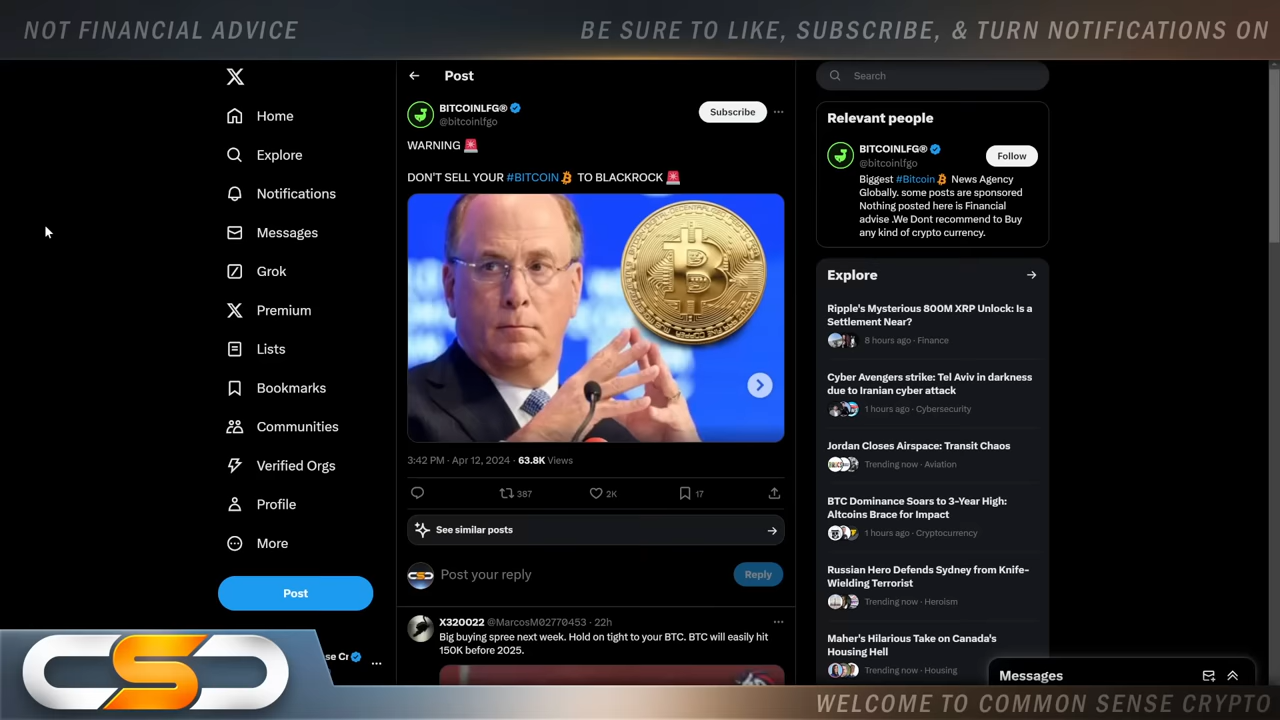 NOT FINANCIAL ADVICE
BE SURE TO LIKE, SUBSCRIBE, & TURN NOTIFICATIONS ON
Home
Explore
Notifications
Messages
Grok
Premium
Lists
Bookmarks
Communities
Verified Orgs
Profile
More
Post
se Cr
Post
BITCOINLFG®
@bitcoinlfgo
Subscribe
WARNING 🚨
DON'T SELL YOUR #BITCOIN TO BLACKROCK 🚨
3:42 PM · Apr 12, 2024 · 63.8K Views
387
2K
17
See similar posts
Post your reply
Reply
X320022 @MarcosM02770453 · 22h
Big buying spree next week. Hold on tight to your BTC. BTC will easily hit
150K before 2025.
Search
Relevant people
BITCOINLFG®
@bitcoinlfgo
Follow
Biggest #Bitcoin News Agency
Globally. some posts are sponsored
Nothing posted here is Financial
advise .We Dont recommend to Buy
any kind of crypto currency.
Explore
Ripple's Mysterious 800M XRP Unlock: Is a
Settlement Near?
8 hours ago · Finance
Cyber Avengers strike: Tel Aviv in darkness
due to Iranian cyber attack
1 hours ago · Cybersecurity
Jordan Closes Airspace: Transit Chaos
Trending now · Aviation
BTC Dominance Soars to 3-Year High:
Altcoins Brace for Impact
1 hours ago · Cryptocurrency
Russian Hero Defends Sydney from Knife-
Wielding Terrorist
Trending now · Heroism
Maher's Hilarious Take on Canada's
Housing Hell
Trending now · Housing
Messages
CSC
WELCOME TO COMMON SENSE CRYPTO